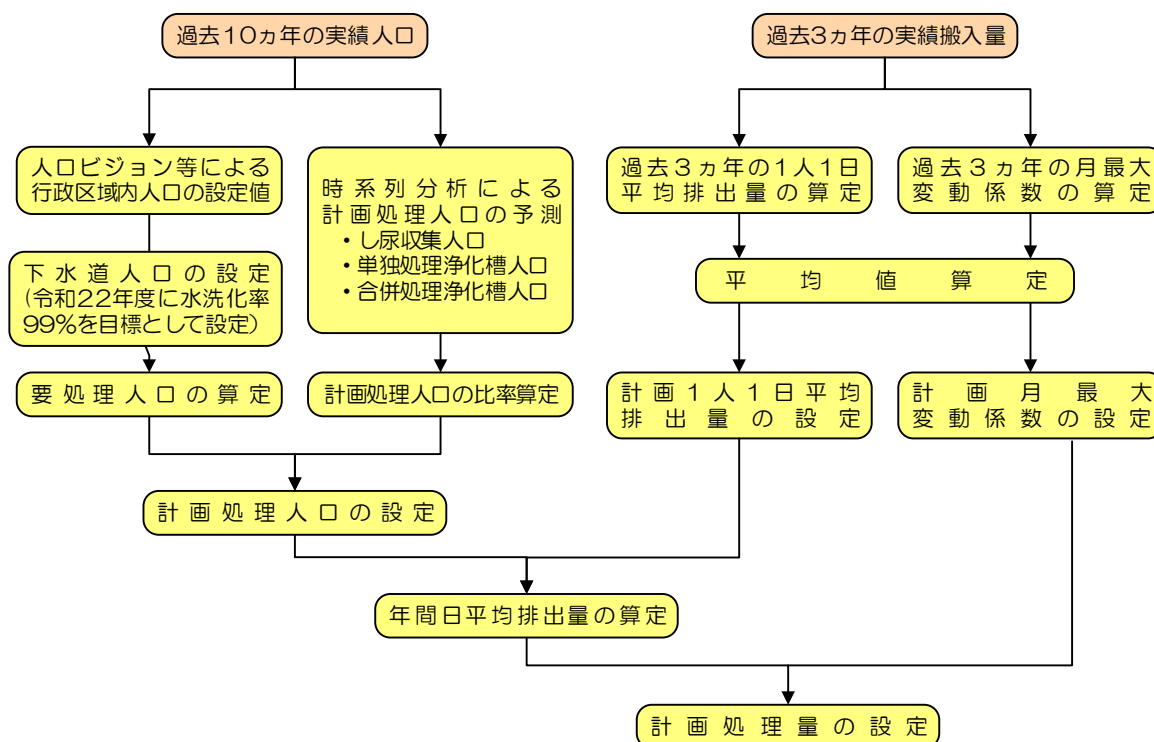 過去10ヵ年の実績人口
過去3ヵ年の実績搬入量
人口ビジョン等による
行政区域内人口の設定値
時系列分析による
計画処理人口の予測
・し尿収集人口
・単独処理浄化槽人口
・合併処理浄化槽人口
過去3ヵ年の1人1日
平均排出量の算定
過去3ヵ年の月最大
変動係数の算定
下水道人口の設定
(令和22年度に水洗化率
99%を目標として設定)
平均値算定
要処理人口の算定
計画処理人口の比率算定
計画1人1日平均
排出量の設定
計画月最大
変動係数の設定
計画処理人口の設定
年間日平均排出量の算定
計画処理量の設定